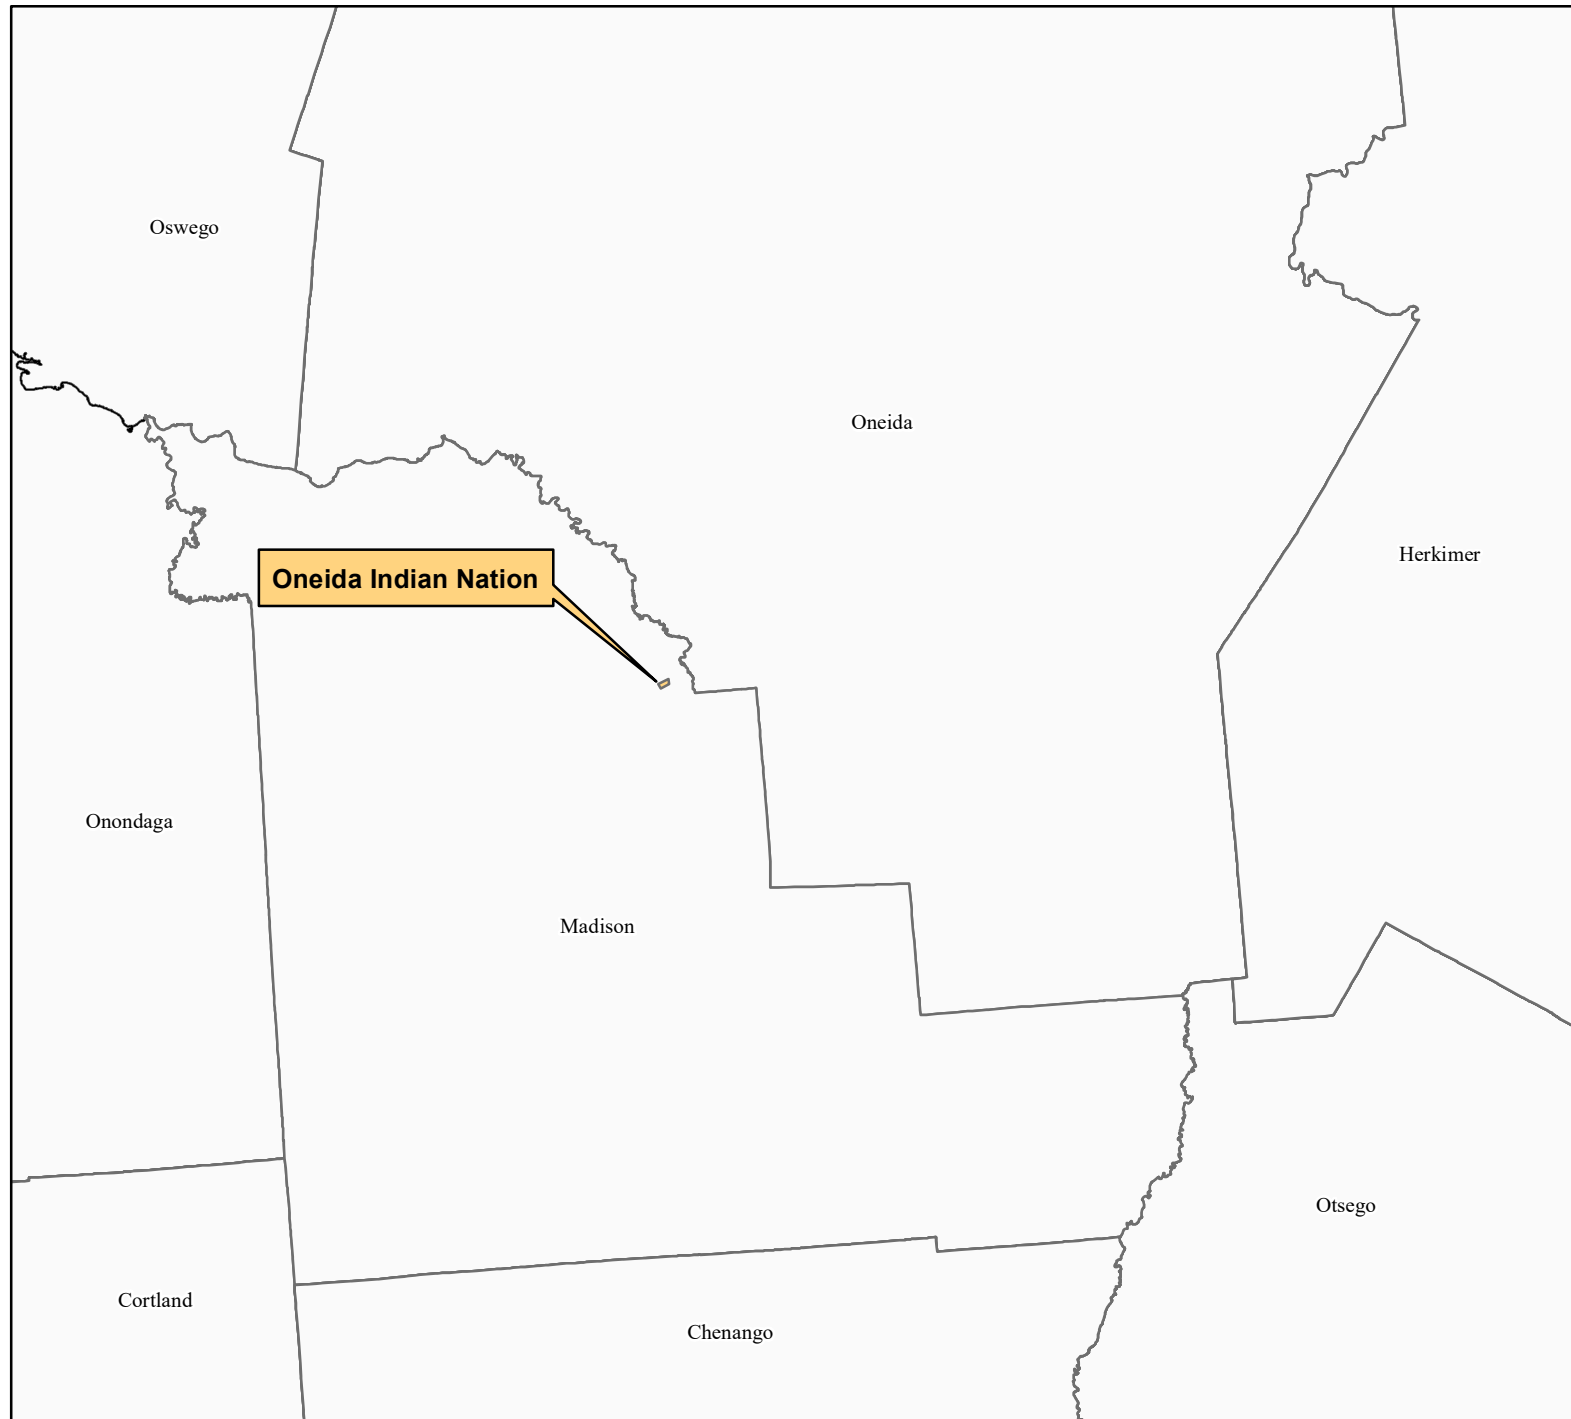 Oswego
Oneida
Herkimer
Oneida Indian Nation
Onondaga
Madison
Otsego
Cortland
Chenango